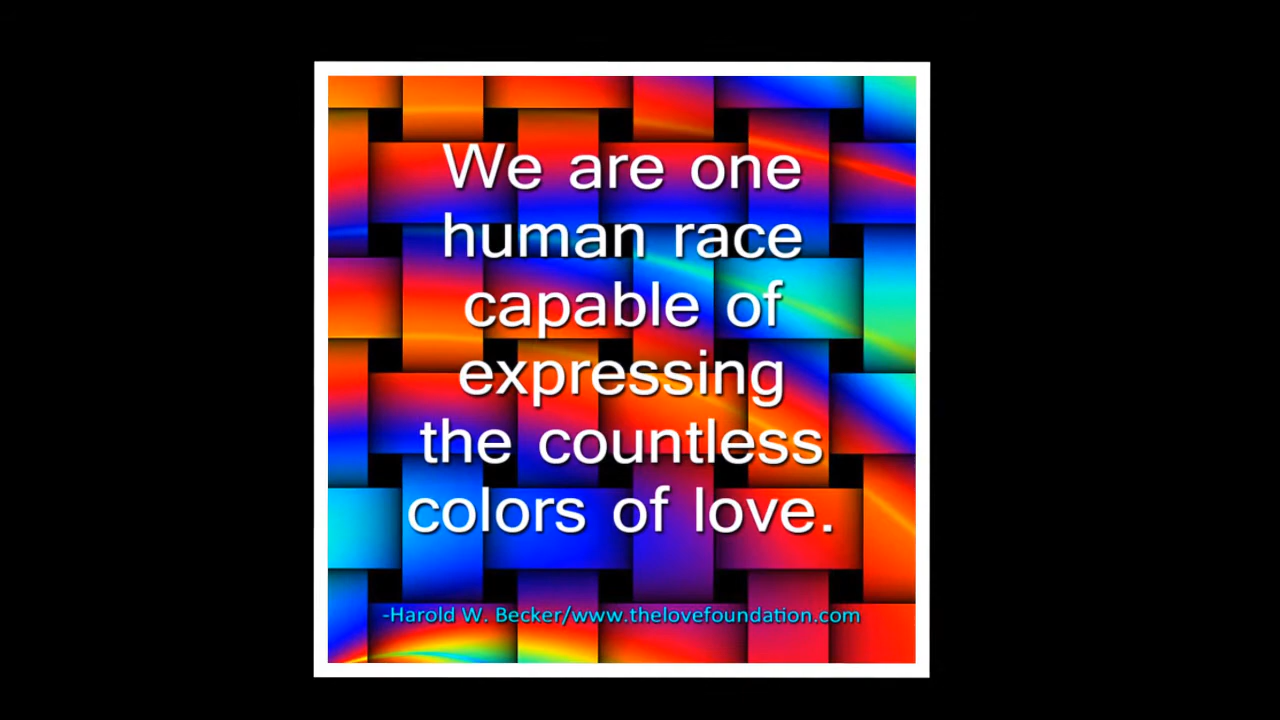 We are one
human race
capable of
expressing
the countless
colors of love.
-Harold W. Becker/www.thelovefoundation.com